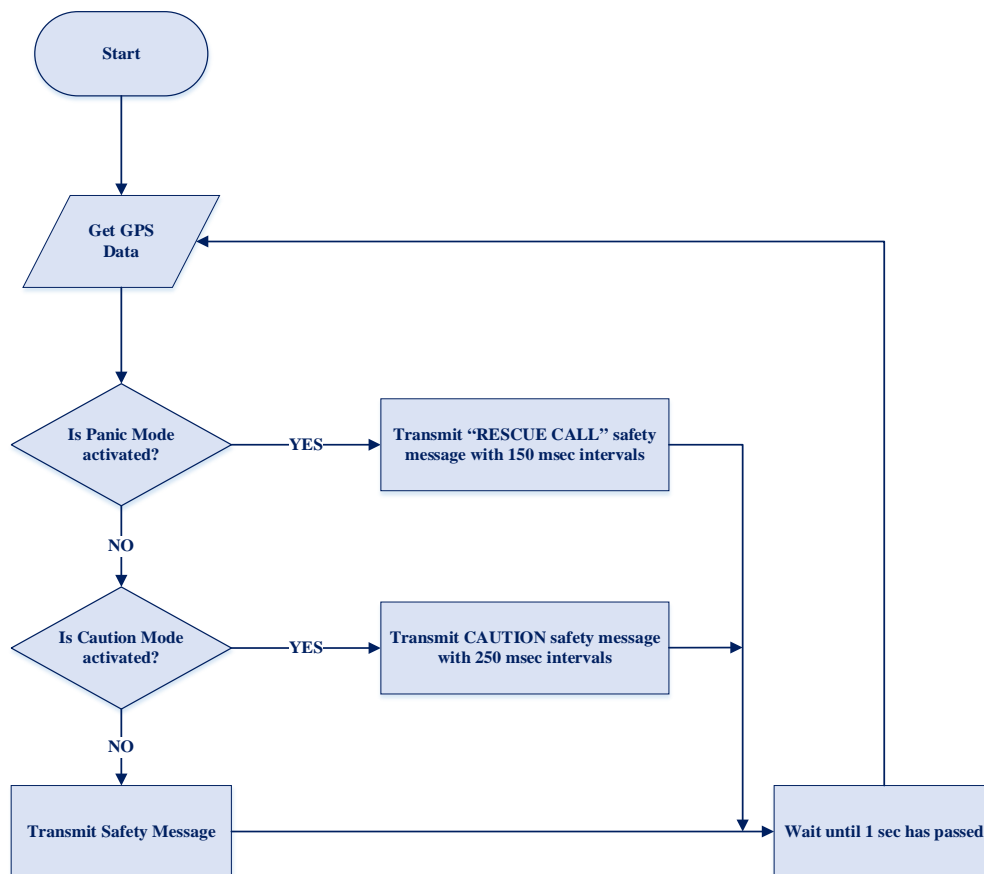 Start
Get GPS
Data
Is Panic Mode
activated?
YES
Transmit “RESCUE CALL” safety
message with 150 msec intervals
NO
Is Caution Mode
activated?
YES
Transmit CAUTION safety message
with 250 msec intervals
NO
Transmit Safety Message
Wait until 1 sec has passed